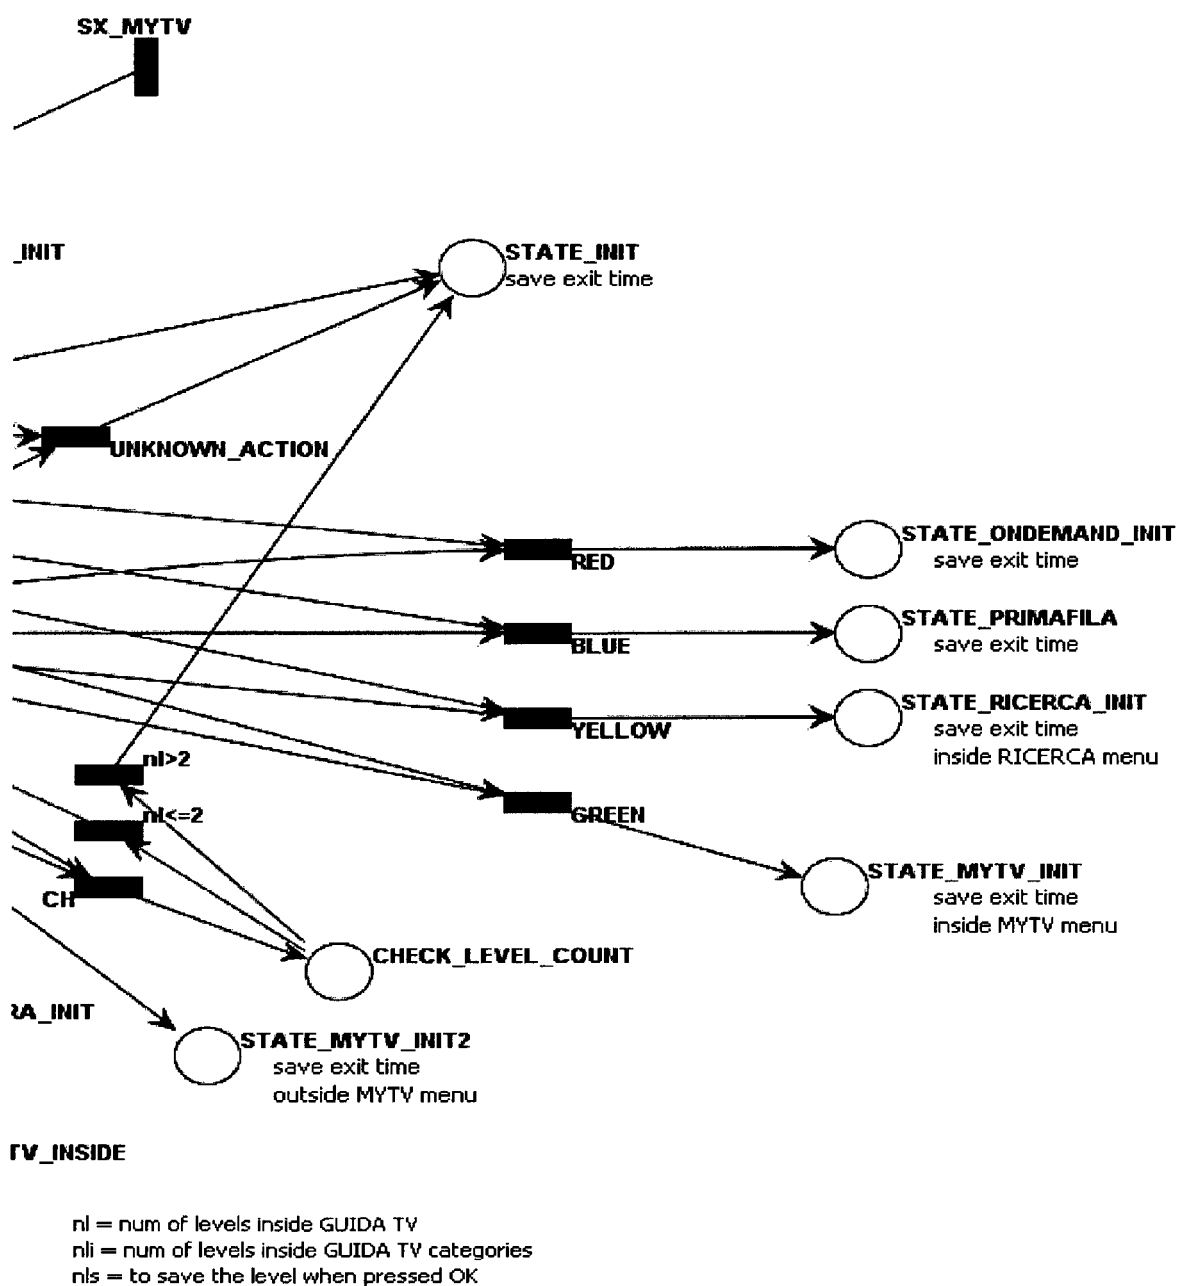 SX_MYTV
_INIT
STATE_INIT
save exit time
UNKNOWN_ACTION
STATE_ONDEMAND_INIT
save exit time
RED
STATE_PRIMAFILA
save exit time
BLUE
STATE_RICERCA_INIT
save exit time
inside RICERCA menu
YELLOW
nl>2
nl<=2
GREEN
STATE_MYTV_INIT
save exit time
inside MYTV menu
CH
CHECK_LEVEL_COUNT
RA_INIT
STATE_MYTV_INIT2
save exit time
outside MYTV menu
TV_INSIDE
nl = num of levels inside GUIDA TV
nli = num of levels inside GUIDA TV categories
nls = to save the level when pressed OK